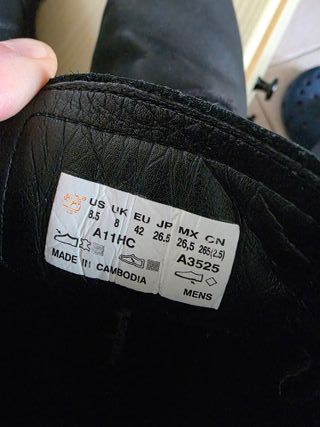 US UK EU JP MX CN
8.5 8 42 26.5 26,5 265(2.5)
A11HC A3525
MADE IN CAMBODIA MENS